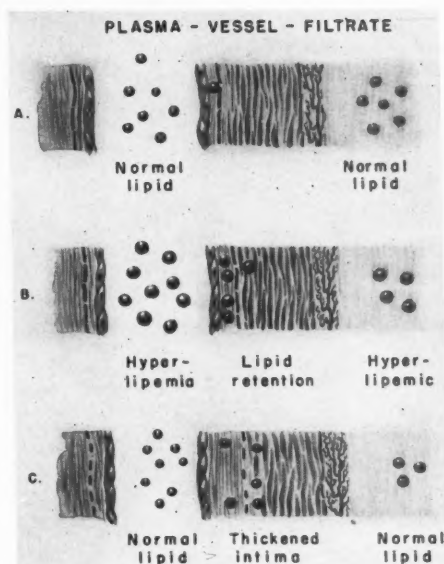 PLASMA - VESSEL - FILTRATE
A.
Normal lipid
Normal lipid
B.
Hyper-lipemia
Lipid retention
Hyper-lipemic
C.
Normal lipid
Thickened intima
Normal lipid